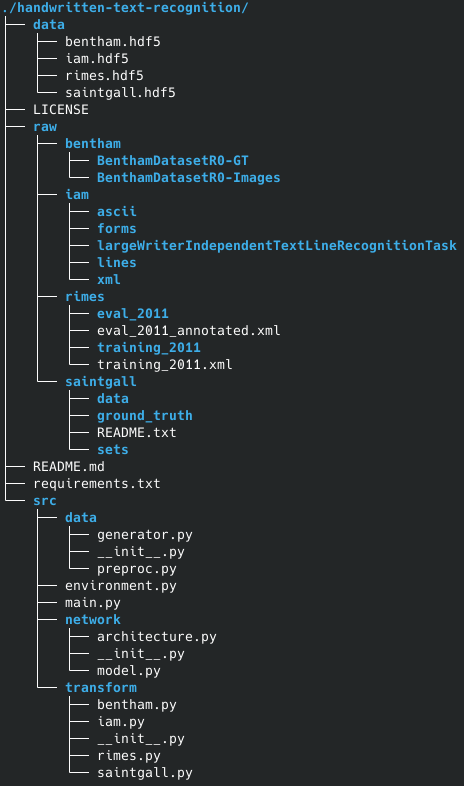 ./handwritten-text-recognition/
├── data
│   ├── bentham.hdf5
│   ├── iam.hdf5
│   ├── rimes.hdf5
│   └── saintgall.hdf5
├── LICENSE
├── raw
│   ├── bentham
│   │   ├── BenthamDatasetR0-GT
│   │   └── BenthamDatasetR0-Images
│   ├── iam
│   │   ├── ascii
│   │   ├── forms
│   │   ├── largeWriterIndependentTextLineRecognitionTask
│   │   ├── lines
│   │   └── xml
│   ├── rimes
│   │   ├── eval_2011
│   │   ├── eval_2011_annotated.xml
│   │   ├── training_2011
│   │   └── training_2011.xml
│   └── saintgall
│       ├── data
│       ├── ground_truth
│       ├── README.txt
│       └── sets
├── README.md
├── requirements.txt
└── src
    ├── data
    │   ├── generator.py
    │   ├── __init__.py
    │   └── preproc.py
    ├── environment.py
    ├── main.py
    ├── network
    │   ├── architecture.py
    │   ├── __init__.py
    │   └── model.py
    └── transform
        ├── bentham.py
        ├── iam.py
        ├── __init__.py
        ├── rimes.py
        └── saintgall.py